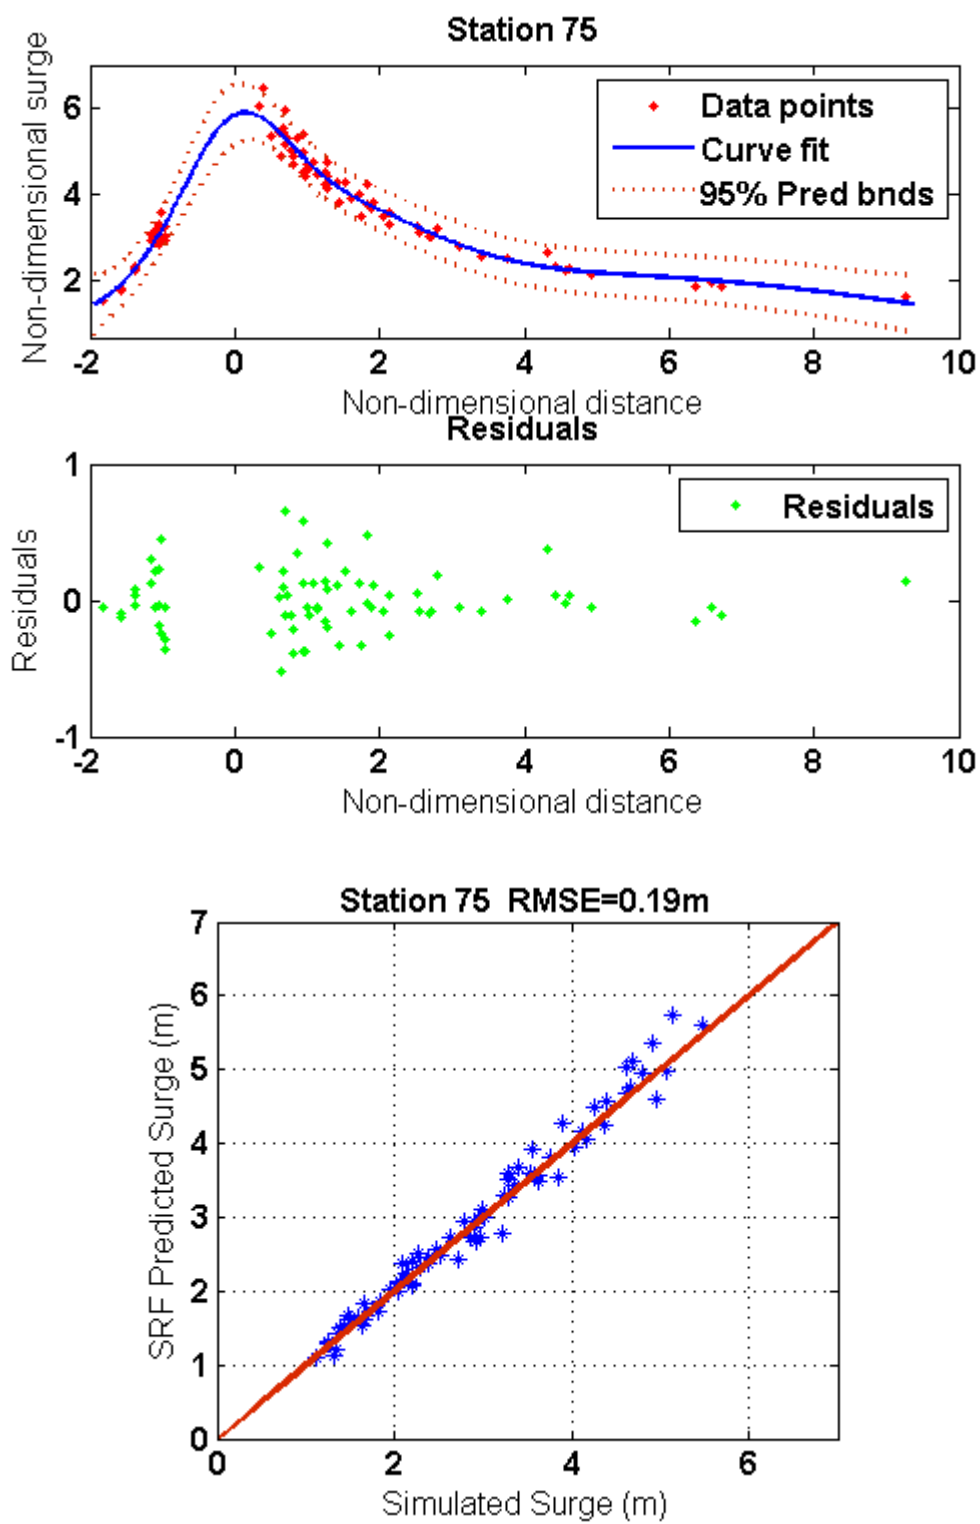 Station 75
Non-dimensional surge
6
4
2
Data points
Curve fit
95% Pred bnds
-2 0 2 4 6 8 10
Non-dimensional distance
Residuals
Residuals
1
0
-1
Residuals
-2 0 2 4 6 8 10
Non-dimensional distance
Station 75 RMSE=0.19m
SRF Predicted Surge (m)
7
6
5
4
3
2
1
0
0 2 4 6
Simulated Surge (m)